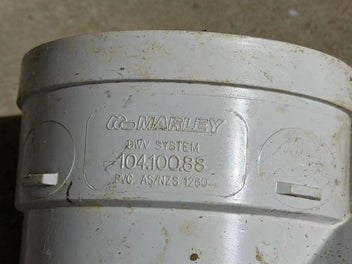 MARLEY
DWV SYSTEM
104.100.88
PVC AS/NZS 1260